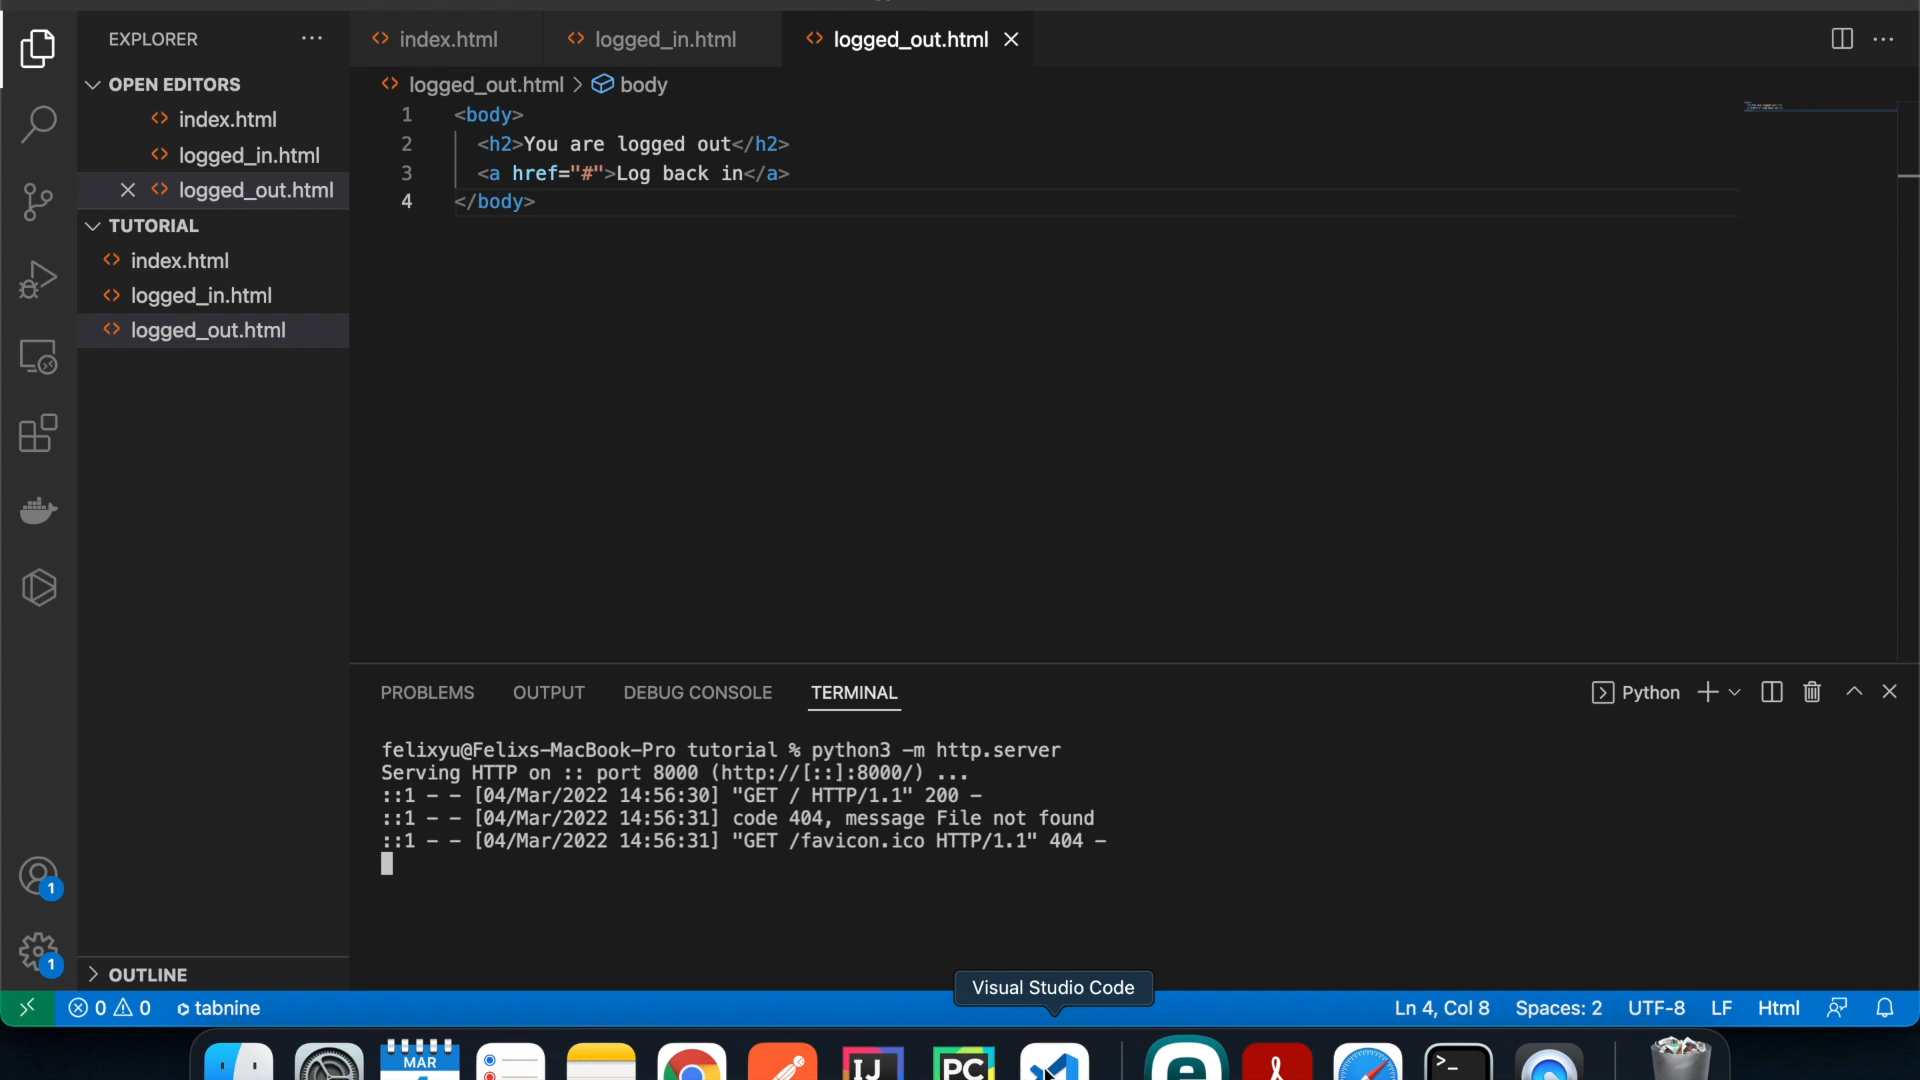 EXPLORER
index.html
logged_in.html
logged_out.html
OPEN EDITORS
index.html
logged_in.html
logged_out.html
TUTORIAL
index.html
logged_in.html
logged_out.html
OUTLINE
logged_out.html > body
1 <body>
2 <h2>You are logged out</h2>
3 <a href="#">Log back in</a>
4 </body>
PROBLEMS OUTPUT DEBUG CONSOLE TERMINAL
Python
felixyu@Felixs-MacBook-Pro tutorial % python3 -m http.server
Serving HTTP on :: port 8000 (http://[::]:8000/) ...
::1 - - [04/Mar/2022 14:56:30] "GET / HTTP/1.1" 200 -
::1 - - [04/Mar/2022 14:56:31] code 404, message File not found
::1 - - [04/Mar/2022 14:56:31] "GET /favicon.ico HTTP/1.1" 404 -
1
1
Visual Studio Code
0 0 tabnine
Ln 4, Col 8 Spaces: 2 UTF-8 LF Html
MAR
IJ
PC
>_